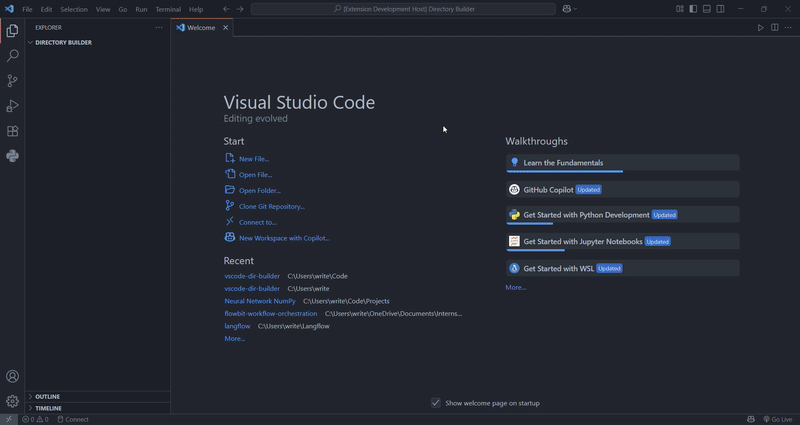 File Edit Selection View Go Run Terminal Help
[Extension Development Host] Directory Builder
EXPLORER
DIRECTORY BUILDER
Welcome
Visual Studio Code
Editing evolved
Start
New File...
Open File...
Open Folder...
Clone Git Repository...
Connect to...
New Workspace with Copilot...
Recent
vscode-dir-builder C:\Users\write\Code
vscode-dir-builder C:\Users\write
Neural Network NumPy C:\Users\write\Code\Projects
flowbit-workflow-orchestration C:\Users\write\OneDrive\Documents\Interns...
langflow C:\Users\write\Langflow
More...
Walkthroughs
Learn the Fundamentals
GitHub Copilot Updated
Get Started with Python Development Updated
Get Started with Jupyter Notebooks Updated
Get Started with WSL Updated
More...
Show welcome page on startup
OUTLINE
TIMELINE
0 0 Connect
Go Live